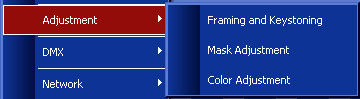 Adjustment
DMX
Network
Framing and Keystoning
Mask Adjustment
Color Adjustment